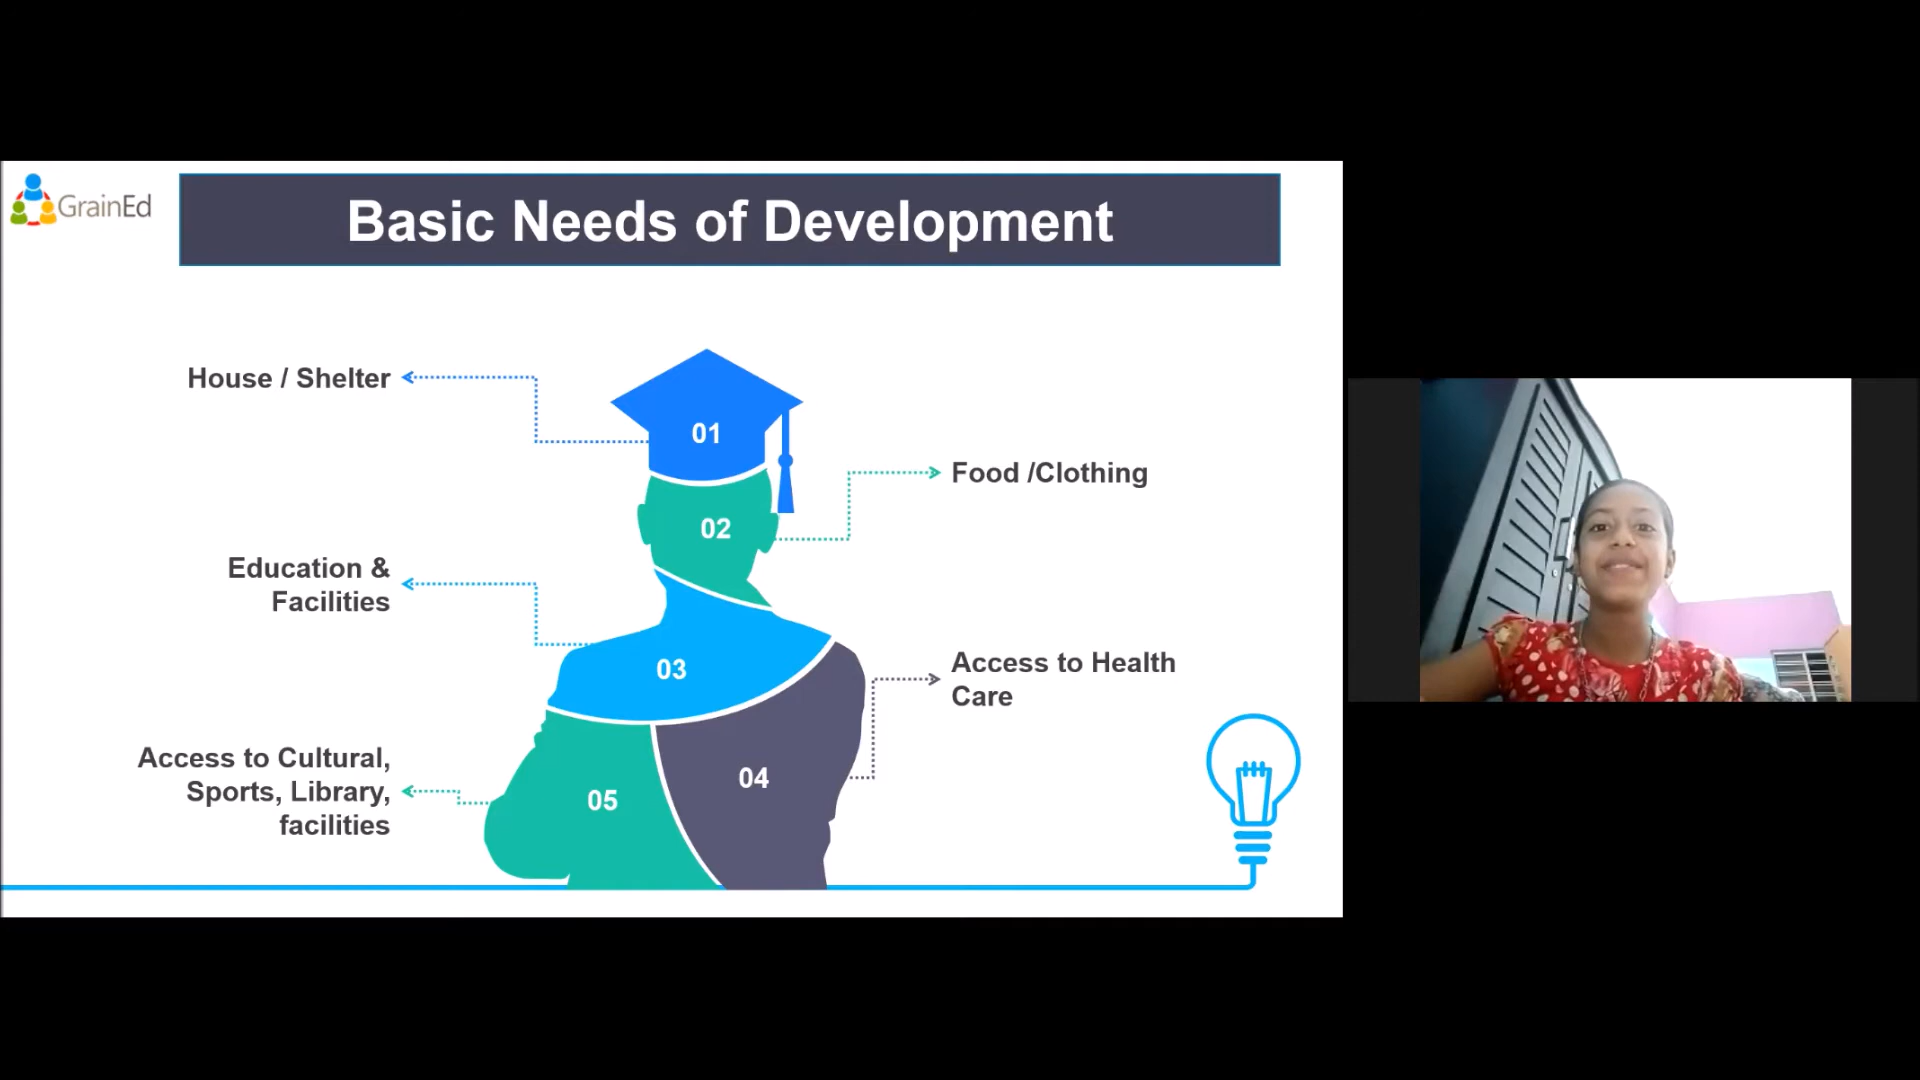 GrainEd
Basic Needs of Development
House / Shelter
01
Food /Clothing
02
Education &
Facilities
03
Access to Health
Care
04
Access to Cultural,
Sports, Library,
facilities
05